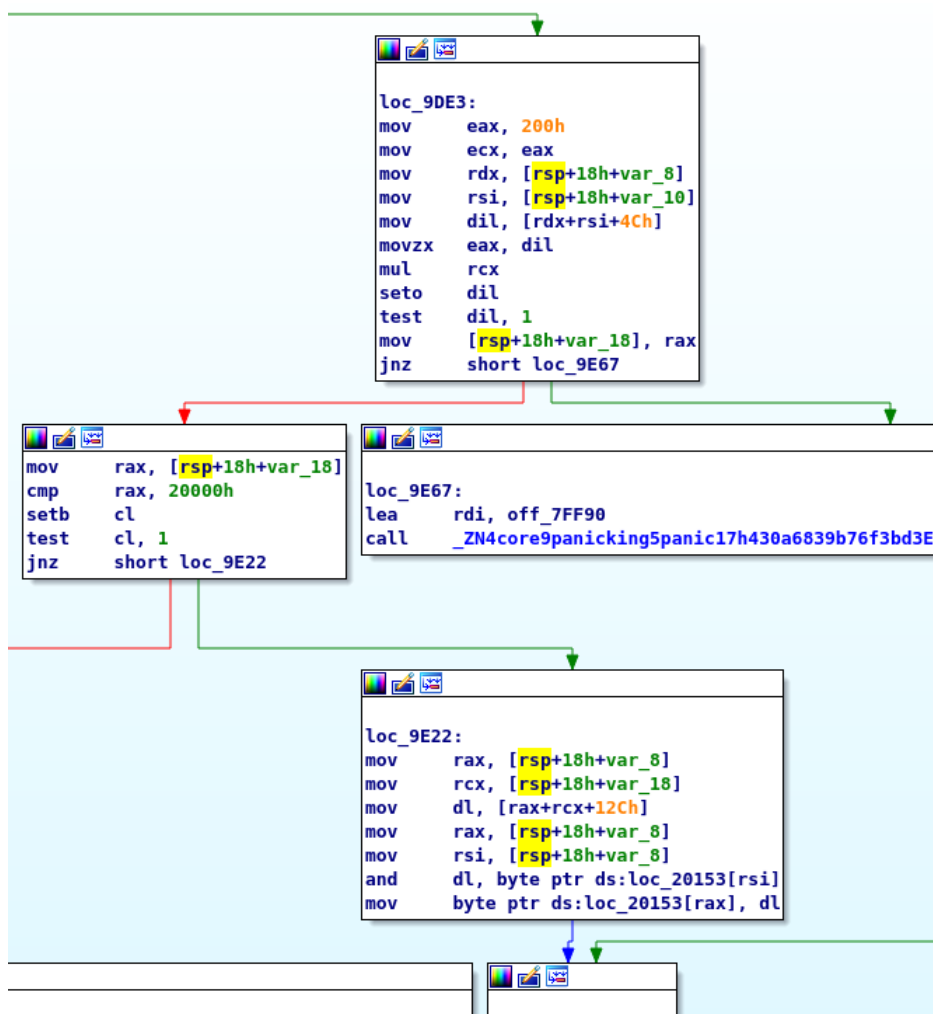 loc_9DE3:
mov eax, 200h
mov ecx, eax
mov rdx, [rsp+18h+var_8]
mov rsi, [rsp+18h+var_10]
mov dil, [rdx+rsi+4Ch]
movzx eax, dil
mul rcx
seto dil
test dil, 1
mov [rsp+18h+var_18], rax
jnz short loc_9E67
mov rax, [rsp+18h+var_18]
cmp rax, 20000h
setb cl
test cl, 1
jnz short loc_9E22
loc_9E67:
lea rdi, off_7FF90
call _ZN4core9panicking5panic17h430a6839b76f3bd3E
loc_9E22:
mov rax, [rsp+18h+var_8]
mov rcx, [rsp+18h+var_18]
mov dl, [rax+rcx+12Ch]
mov rax, [rsp+18h+var_8]
mov rsi, [rsp+18h+var_8]
and dl, byte ptr ds:loc_20153[rsi]
mov byte ptr ds:loc_20153[rax], dl